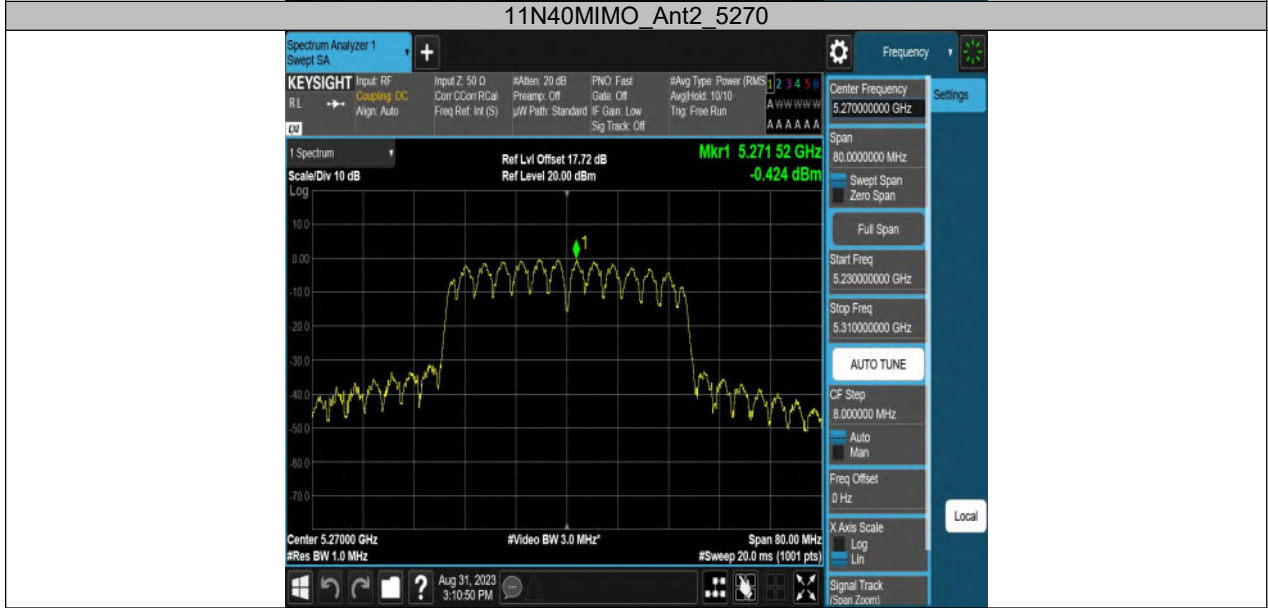 11N40MIMO_Ant2_5270
Spectrum Analyzer 1
Swept SA
+
Frequency
KEYSIGHT
RL
LXI
Input: RF
Coupling: DC
Align: Auto
Input Z: 50 Ω
Corr CCorr RCal
Freq Ref: Int (S)
#Atten: 20 dB
Preamp: Off
µW Path: Standard
PNO: Fast
Gate: Off
IF Gain: Low
Sig Track: Off
#Avg Type: Power (RMS
Avg|Hold: 10/10
Trig: Free Run
1 2 3 4 5 6
A W W W W W
A A A A A A
1 Spectrum
Scale/Div 10 dB
Log
Ref Lvl Offset 17.72 dB
Ref Level 20.00 dBm
Mkr1 5.271 52 GHz
-0.424 dBm
1
10.0
0.00
-10.0
-20.0
-30.0
-40.0
-50.0
-60.0
-70.0
Center 5.27000 GHz
#Res BW 1.0 MHz
#Video BW 3.0 MHz*
Span 80.00 MHz
#Sweep 20.0 ms (1001 pts)
Center Frequency
5.270000000 GHz
Settings
Span
80.0000000 MHz
Swept Span
Zero Span
Full Span
Start Freq
5.230000000 GHz
Stop Freq
5.310000000 GHz
AUTO TUNE
CF Step
8.000000 MHz
Auto
Man
Freq Offset
0 Hz
X Axis Scale
Log
Lin
Local
Signal Track
(Span Zoom)
?
Aug 31, 2023
3:10:50 PM